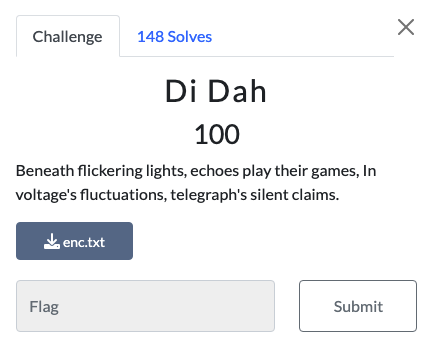 Challenge
148 Solves
Di Dah
100
Beneath flickering lights, echoes play their games, In
voltage's fluctuations, telegraph's silent claims.
enc.txt
Flag
Submit